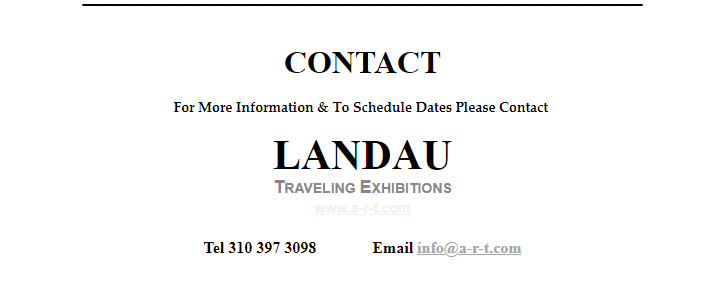 CONTACT
For More Information & To Schedule Dates Please Contact
LANDAU
TRAVELING EXHIBITIONS
www.a-r-t.com
Tel 310 397 3098 Email info@a-r-t.com